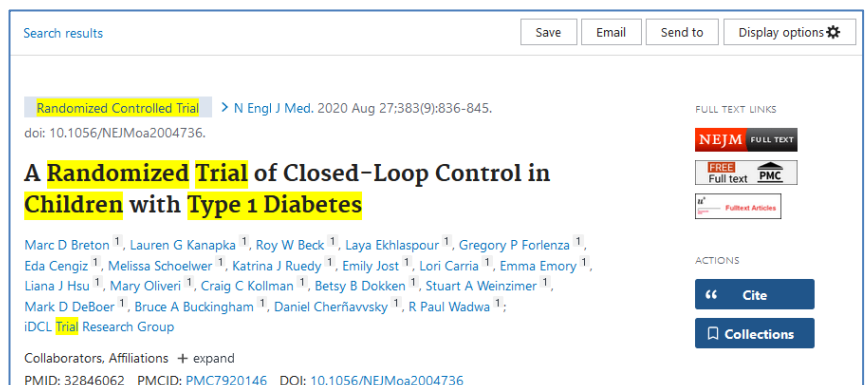 Search results
Save Email Send to Display options
Randomized Controlled Trial > N Engl J Med. 2020 Aug 27;383(9):836-845.
doi: 10.1056/NEJMoa2004736.
A Randomized Trial of Closed-Loop Control in
Children with Type 1 Diabetes
Marc D Breton 1, Lauren G Kanapka 1, Roy W Beck 1, Laya Ekhlaspour 1, Gregory P Forlenza 1,
Eda Cengiz 1, Melissa Schoelwer 1, Katrina J Ruedy 1, Emily Jost 1, Lori Carria 1, Emma Emory 1,
Liana J Hsu 1, Mary Oliveri 1, Craig C Kollman 1, Betsy B Dokken 1, Stuart A Weinzimer 1,
Mark D DeBoer 1, Bruce A Buckingham 1, Daniel Cherñavvsky 1, R Paul Wadwa 1;
iDCL Trial Research Group
Collaborators, Affiliations + expand
PMID: 32846062 PMCID: PMC7920146 DOI: 10.1056/NEJMoa2004736
FULL TEXT LINKS
NEJM FULL TEXT
FREE
Full text PMC
Fulltext Articles
ACTIONS
Cite
Collections